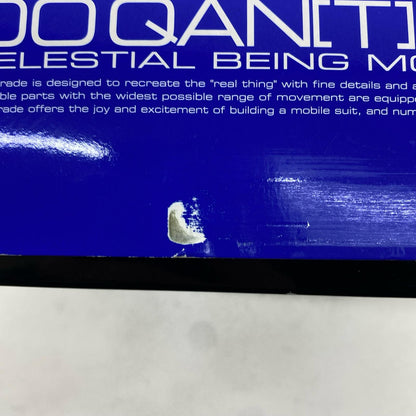 00 QAN[T]
ELESTIAL BEING MO
rade is designed to recreate the "real thing" with fine details and a
ble parts with the widest possible range of movement are equippe
rade offers the joy and excitement of building a mobile suit, and num